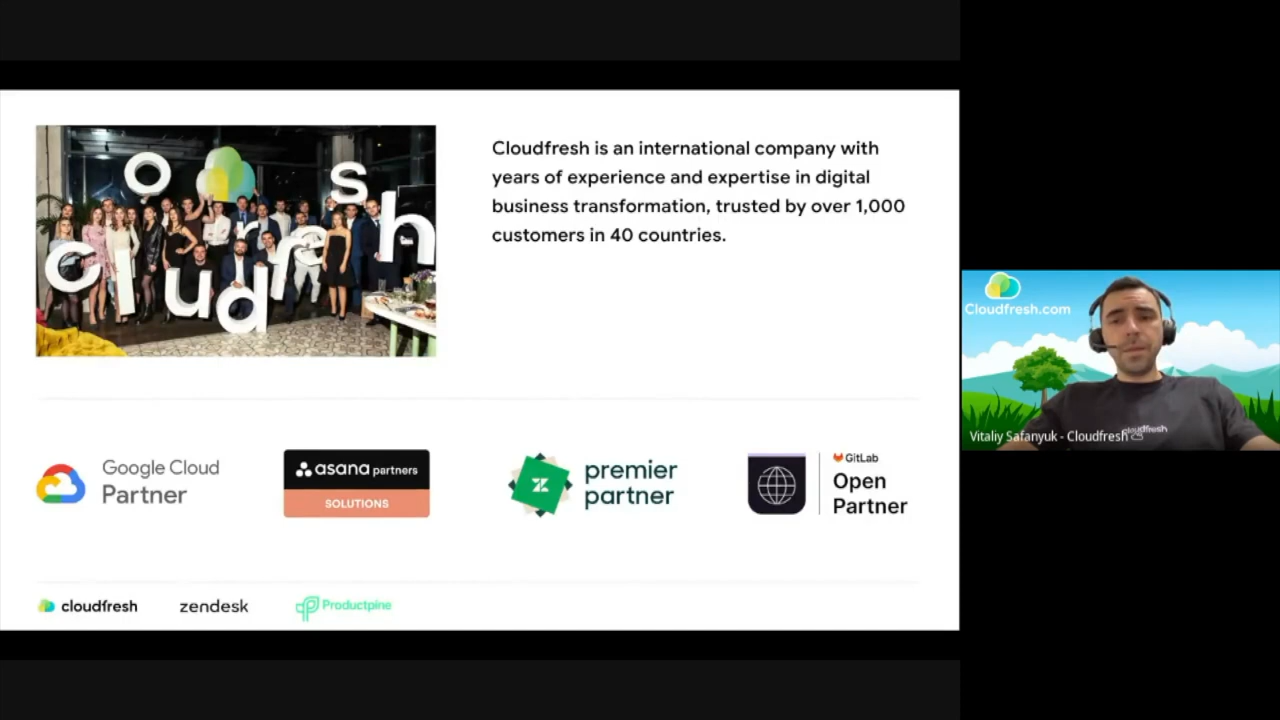 Cloudfresh is an international company with
years of experience and expertise in digital
business transformation, trusted by over 1,000
customers in 40 countries.
Google Cloud
Partner
asana partners
SOLUTIONS
premier
partner
GitLab
Open
Partner
cloudfresh
zendesk
Productpine
Cloudfresh.com
cloudfresh
Vitaliy Safanyuk - Cloudfresh